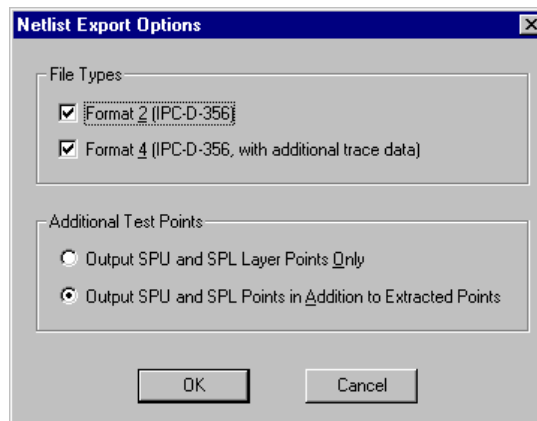 Netlist Export Options
File Types
Format 2 (IPC-D-356)
Format 4 (IPC-D-356, with additional trace data)
Additional Test Points
Output SPU and SPL Layer Points Only
Output SPU and SPL Points in Addition to Extracted Points
OK
Cancel